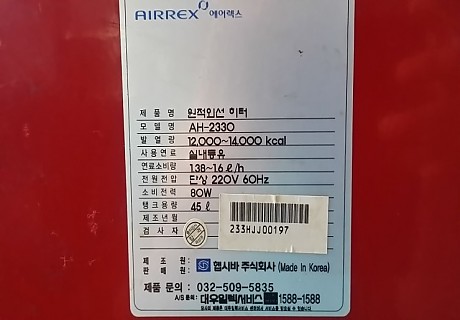 AIRREX 에어렉스
제 품 명 원적외선 히터
모 델 명 AH-2330
발 열 량 12,000~14,000 kcal
사용연료 실내등유
연료소비량 1.38~1.6 ℓ/h
전원전압 단상 220V 60Hz
소비전력 80W
탱크용량 45 ℓ
제조년월
검 사 자
233HJJ00197
제 조 원
판 매 원 : 헵시바 주식회사 (Made In Korea)
제품 문의 : 032-509-5835
A/S 문의 : 대우일렉서비스 1588-1588